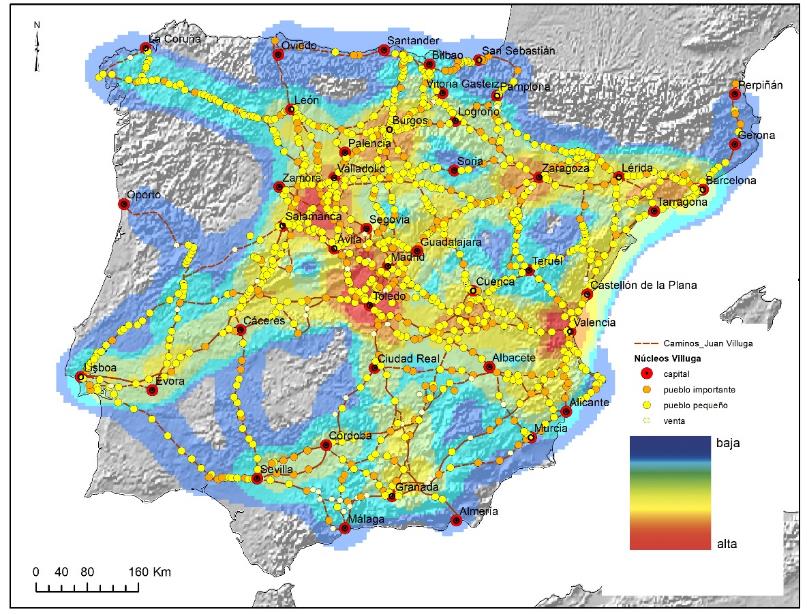 N
La Coruña
Oviedo
Santander
Bilbao
San Sebastián
Vitoria Gasteiz
Pamplona
Perpiñán
León
Logroño
Burgos
Gerona
Palencia
Soria
Zaragoza
Lérida
Valladolid
Zamora
Barcelona
Oporto
Tarragona
Salamanca
Segovia
Avila
Guadalajara
Madrid
Teruel
Cuenca
Castellón de la Plana
Toledo
Cáceres
Valencia
Lisboa
Evora
Ciudad Real
Albacete
Alicante
Murcia
Córdoba
Sevilla
Granada
Málaga
Almería
Caminos_Juan Villuga
Núcleos Villuga
capital
pueblo importante
pueblo pequeño
venta
baja
alta
0 40 80 160 Km